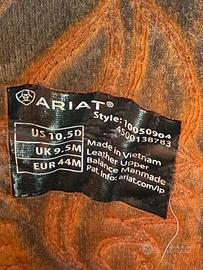 ARIAT®
Style: 10050904
4500138783
US 10.5D
UK 9.5M
EUR 44M
Made in Vietnam
Leather Upper
Balance Manmade
Pat. Info: ariat.com/ip